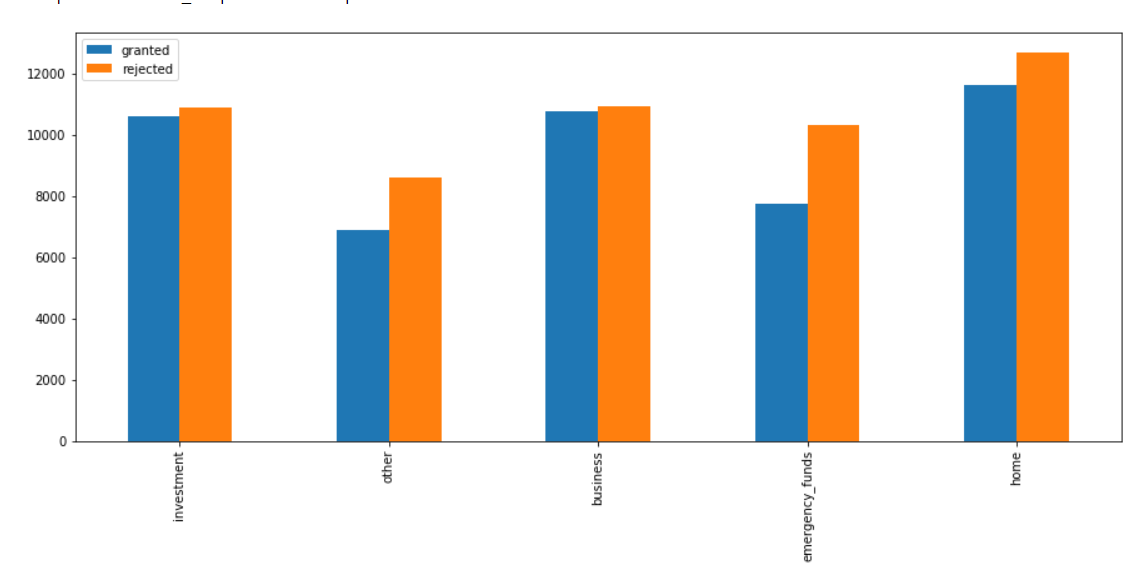 granted
rejected
12000
10000
8000
6000
4000
2000
0
investment
other
business
emergency_funds
home